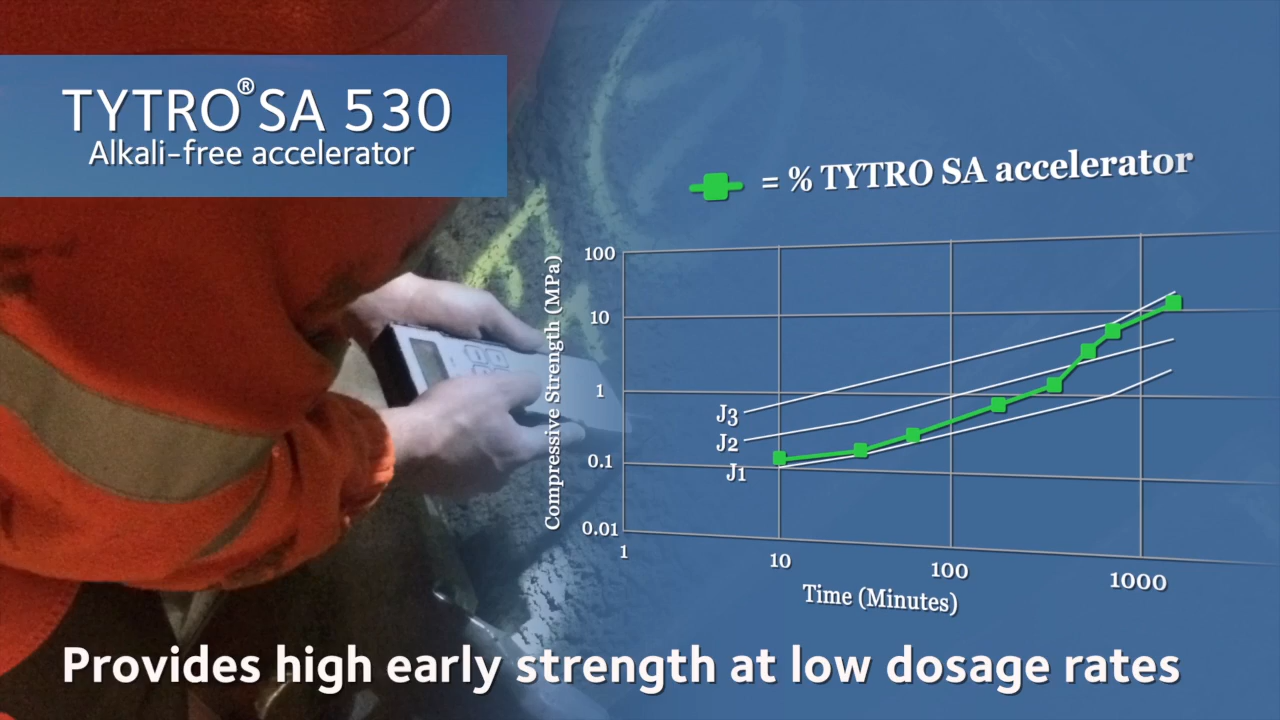 TYTRO® SA 530
Alkali-free accelerator
= % TYTRO SA accelerator
Compressive Strength (MPa)
100
10
1
0.1
0.01
J3
J2
J1
1
10
100
1000
Time (Minutes)
Provides high early strength at low dosage rates